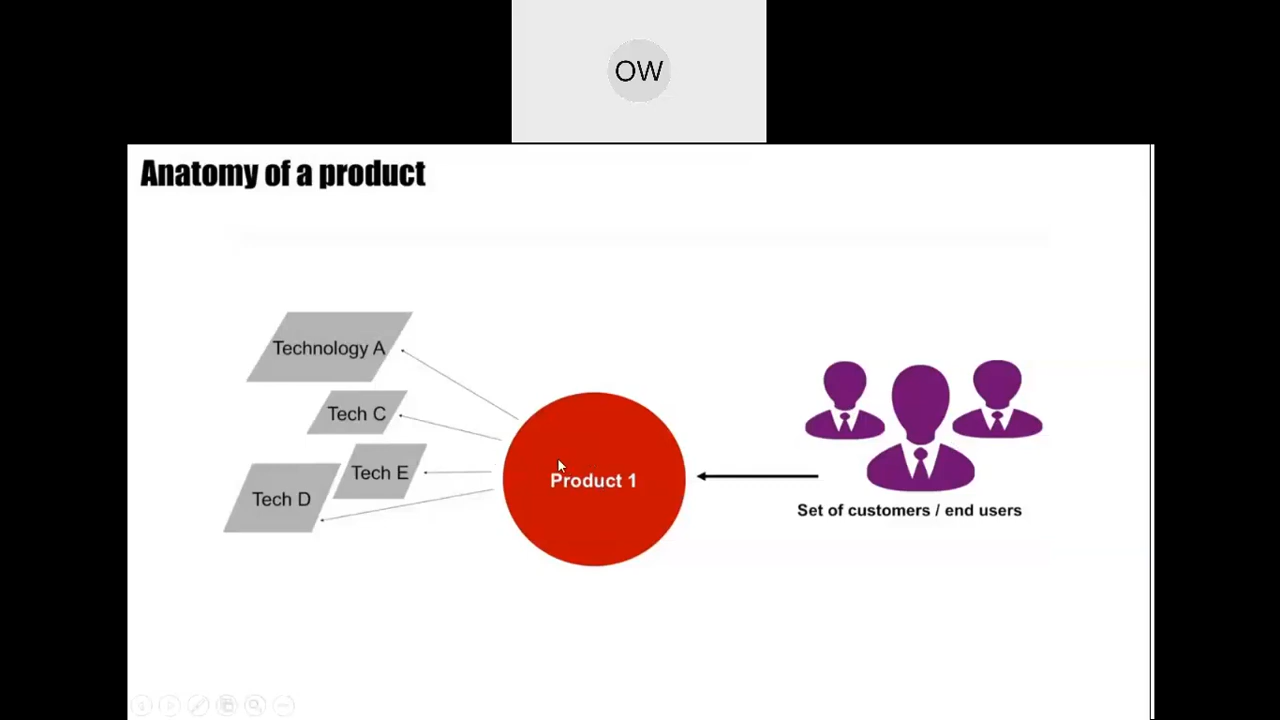 OW
Anatomy of a product
Technology A
Tech C
Tech E
Tech D
Product 1
Set of customers / end users